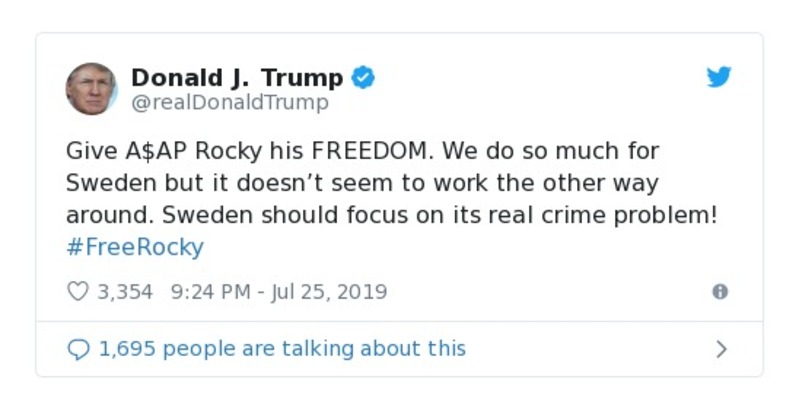 Donald J. Trump
@realDonaldTrump
Give A$AP Rocky his FREEDOM. We do so much for
Sweden but it doesn’t seem to work the other way
around. Sweden should focus on its real crime problem!
#FreeRocky
3,354 9:24 PM - Jul 25, 2019
1,695 people are talking about this